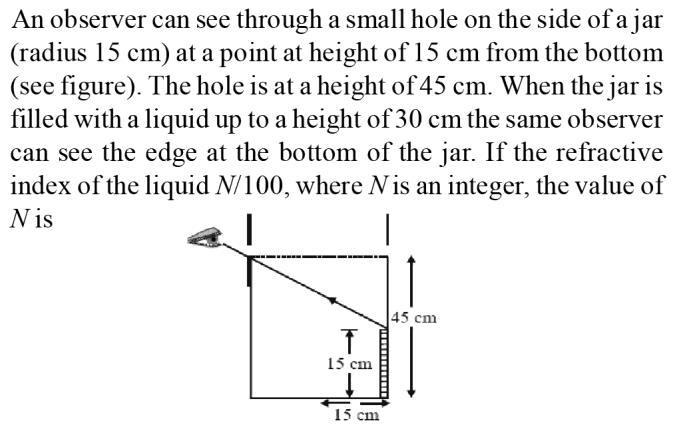 An observer can see through a small hole on the side of a jar
(radius 15 cm) at a point at height of 15 cm from the bottom
(see figure). The hole is at a height of 45 cm. When the jar is
filled with a liquid up to a height of 30 cm the same observer
can see the edge at the bottom of the jar. If the refractive
index of the liquid N/100, where N is an integer, the value of
N is
45 cm
15 cm
15 cm